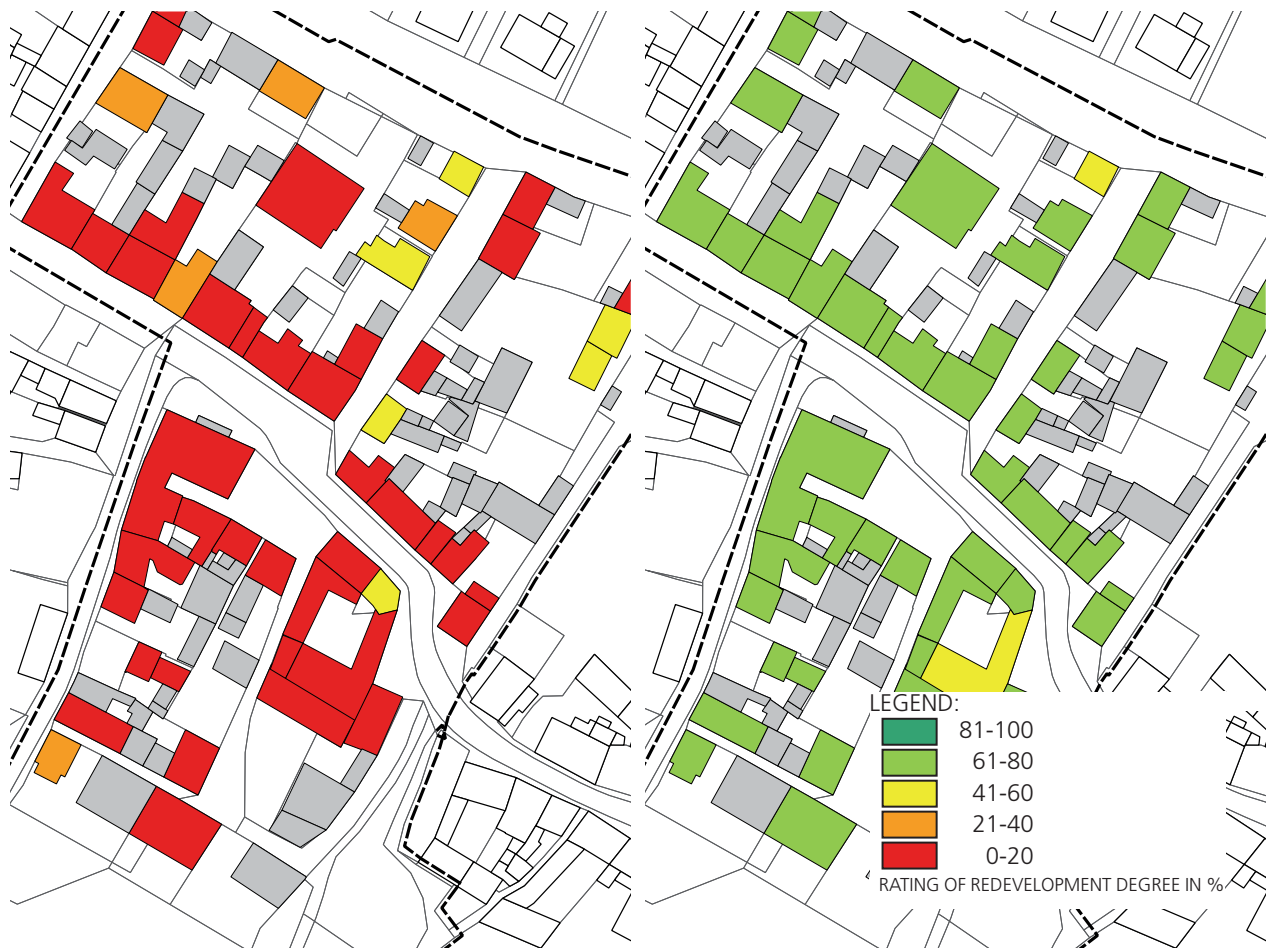 LEGEND:
81-100
61-80
41-60
21-40
0-20
RATING OF REDEVELOPMENT DEGREE IN %